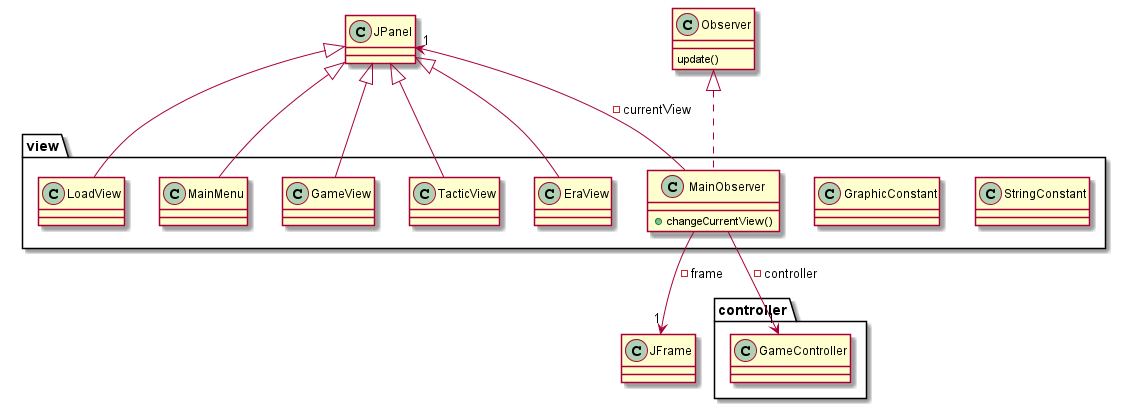 C JPanel
C Observer
update()
1
currentView
view
C LoadView
C MainMenu
C GameView
C TacticView
C EraView
C MainObserver
changeCurrentView()
C GraphicConstant
C StringConstant
frame
controller
controller
1
1
C JFrame
C GameController